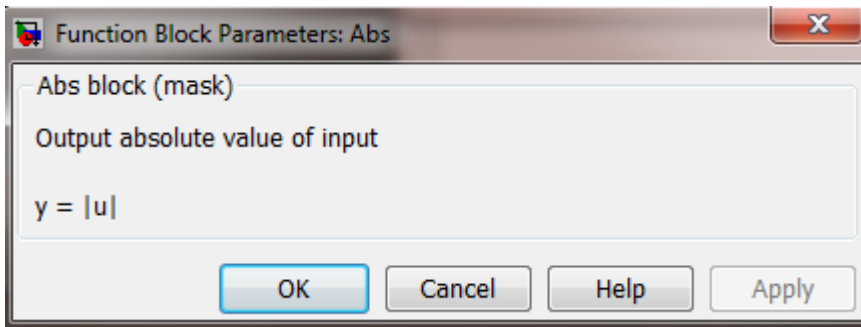 Function Block Parameters: Abs
Abs block (mask)
Output absolute value of input
y = |u|
OK Cancel Help Apply